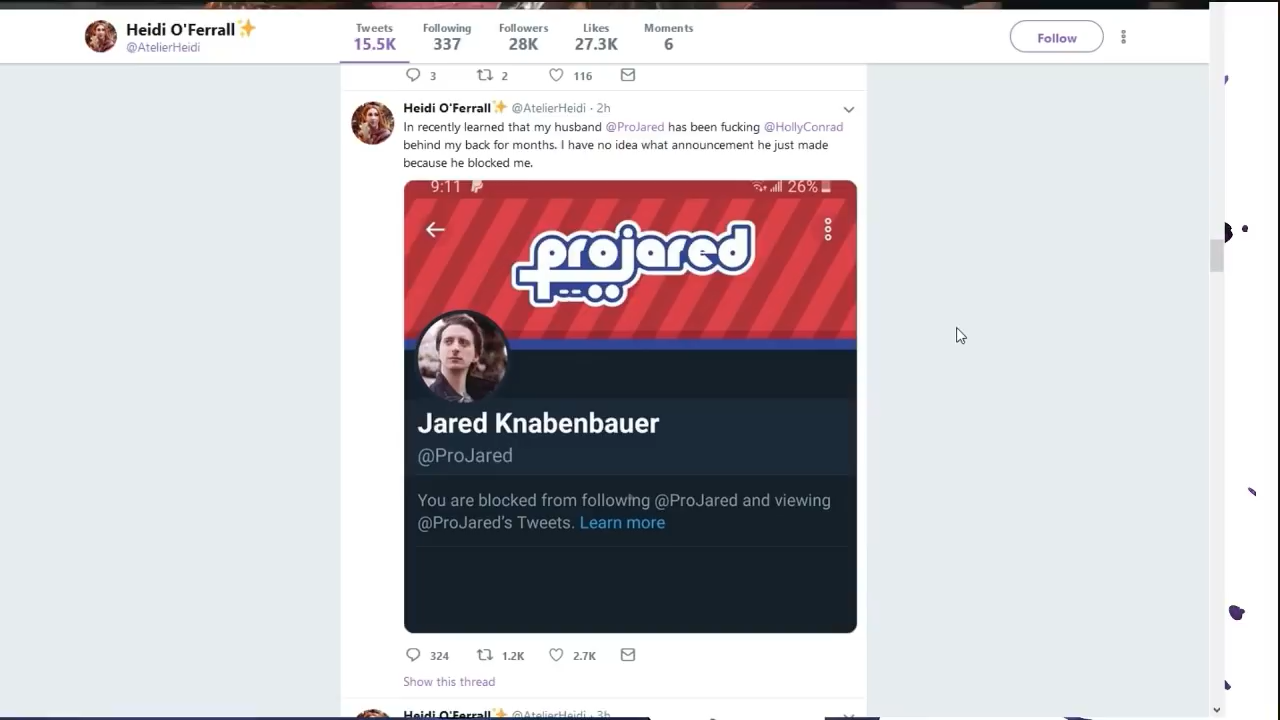 Heidi O'Ferrall✨
@AtelierHeidi
Tweets Following Followers Likes Moments
15.5K 337 28K 27.3K 6
Follow
3 2 116
Heidi O'Ferrall✨ @AtelierHeidi · 2h
In recently learned that my husband @ProJared has been fucking @HollyConrad
behind my back for months. I have no idea what announcement he just made
because he blocked me.
9:11 26%
projared
Jared Knabenbauer
@ProJared
You are blocked from following @ProJared and viewing
@ProJared's Tweets. Learn more
324 1.2K 2.7K
Show this thread
Heidi O'Ferrall✨ @AtelierHeidi · 3h